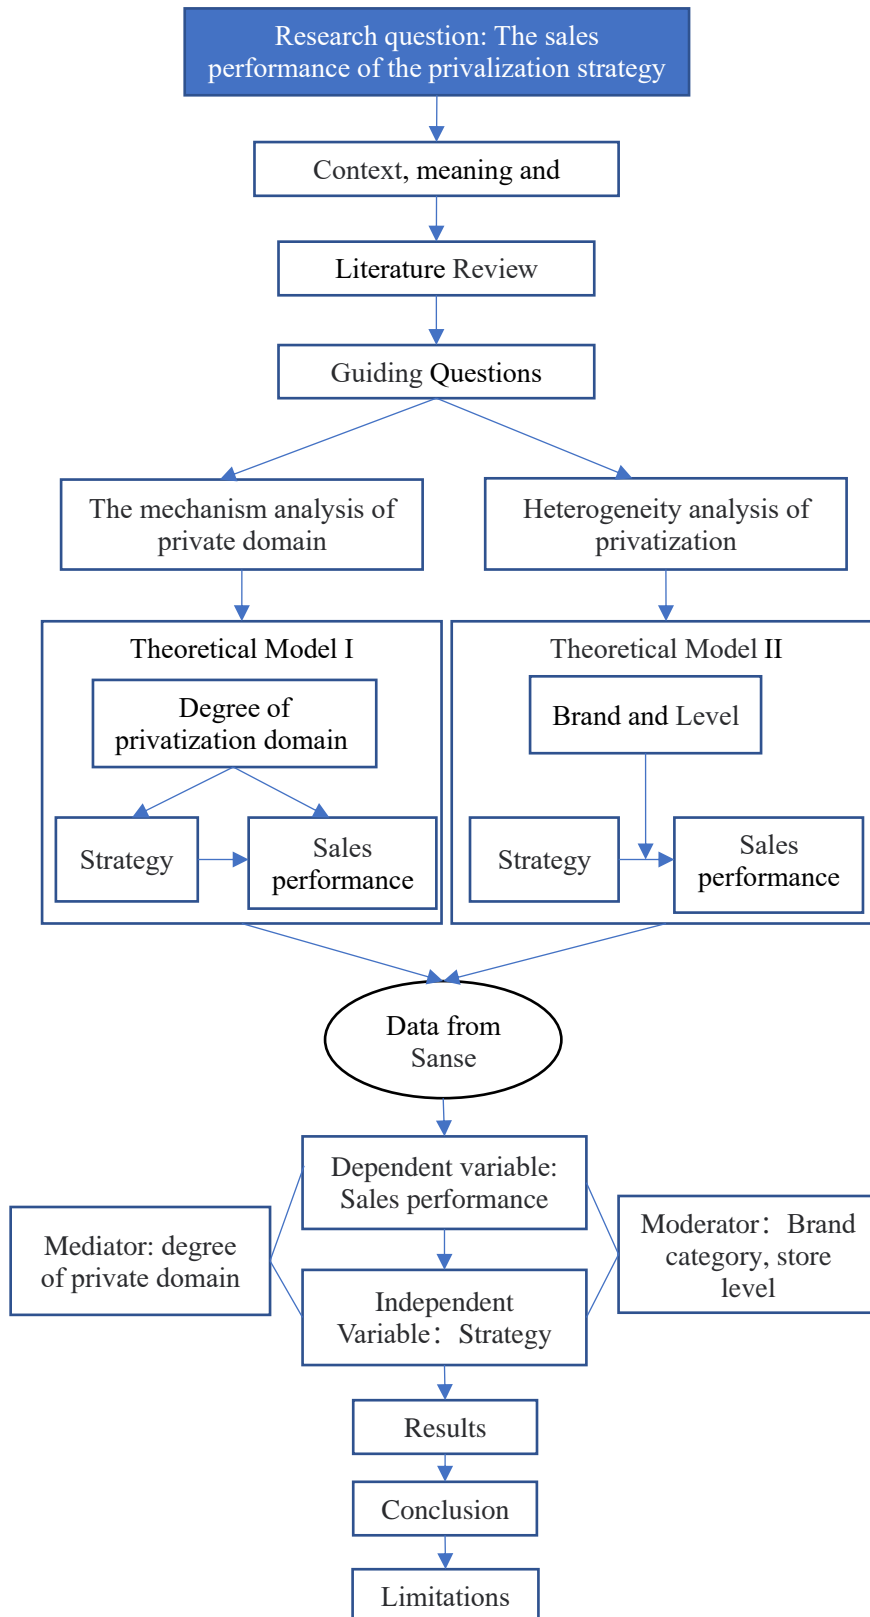 Research question: The sales
performance of the privalization strategy
Context, meaning and
Literature Review
Guiding Questions
The mechanism analysis of
private domain
Heterogeneity analysis of
privatization
Theoretical Model I
Degree of
privatization domain
Strategy
Sales
performance
Theoretical Model II
Brand and Level
Strategy
Sales
performance
Data from
Sanse
Dependent variable:
Sales performance
Mediator: degree
of private domain
Moderator：Brand
category, store
level
Independent
Variable：Strategy
Results
Conclusion
Limitations